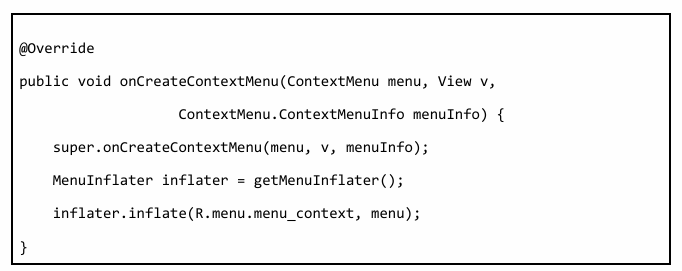 @Override
public void onCreateContextMenu(ContextMenu menu, View v,
ContextMenu.ContextMenuInfo menuInfo) {
super.onCreateContextMenu(menu, v, menuInfo);
MenuInflater inflater = getMenuInflater();
inflater.inflate(R.menu.menu_context, menu);
}